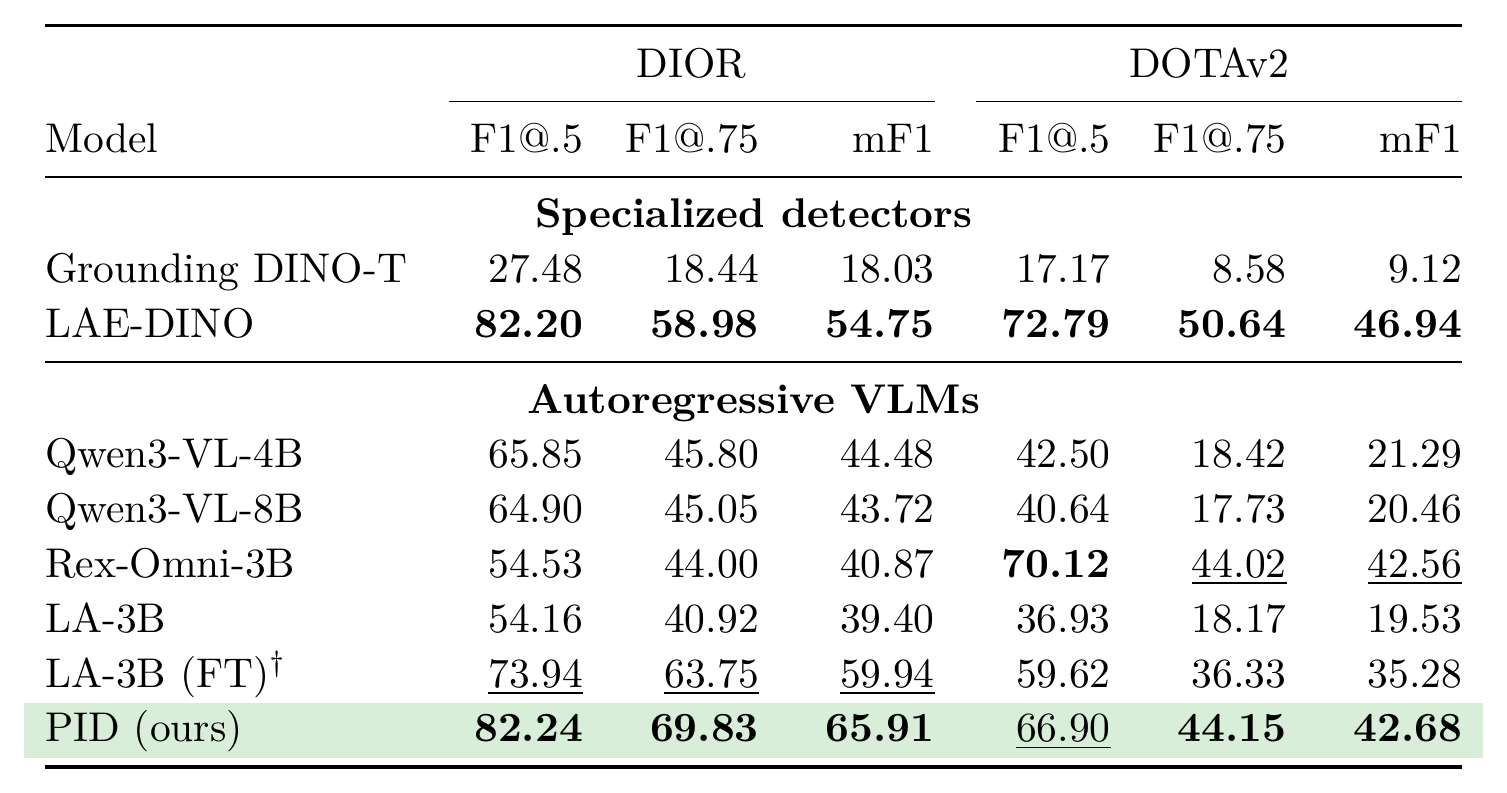 DIOR DOTAv2
Model F1@.5 F1@.75 mF1 F1@.5 F1@.75 mF1
Specialized detectors
Grounding DINO-T 27.48 18.44 18.03 17.17 8.58 9.12
LAE-DINO 82.20 58.98 54.75 72.79 50.64 46.94
Autoregressive VLMs
Qwen3-VL-4B 65.85 45.80 44.48 42.50 18.42 21.29
Qwen3-VL-8B 64.90 45.05 43.72 40.64 17.73 20.46
Rex-Omni-3B 54.53 44.00 40.87 70.12 44.02 42.56
LA-3B 54.16 40.92 39.40 36.93 18.17 19.53
LA-3B (FT)† 73.94 63.75 59.94 59.62 36.33 35.28
PID (ours) 82.24 69.83 65.91 66.90 44.15 42.68